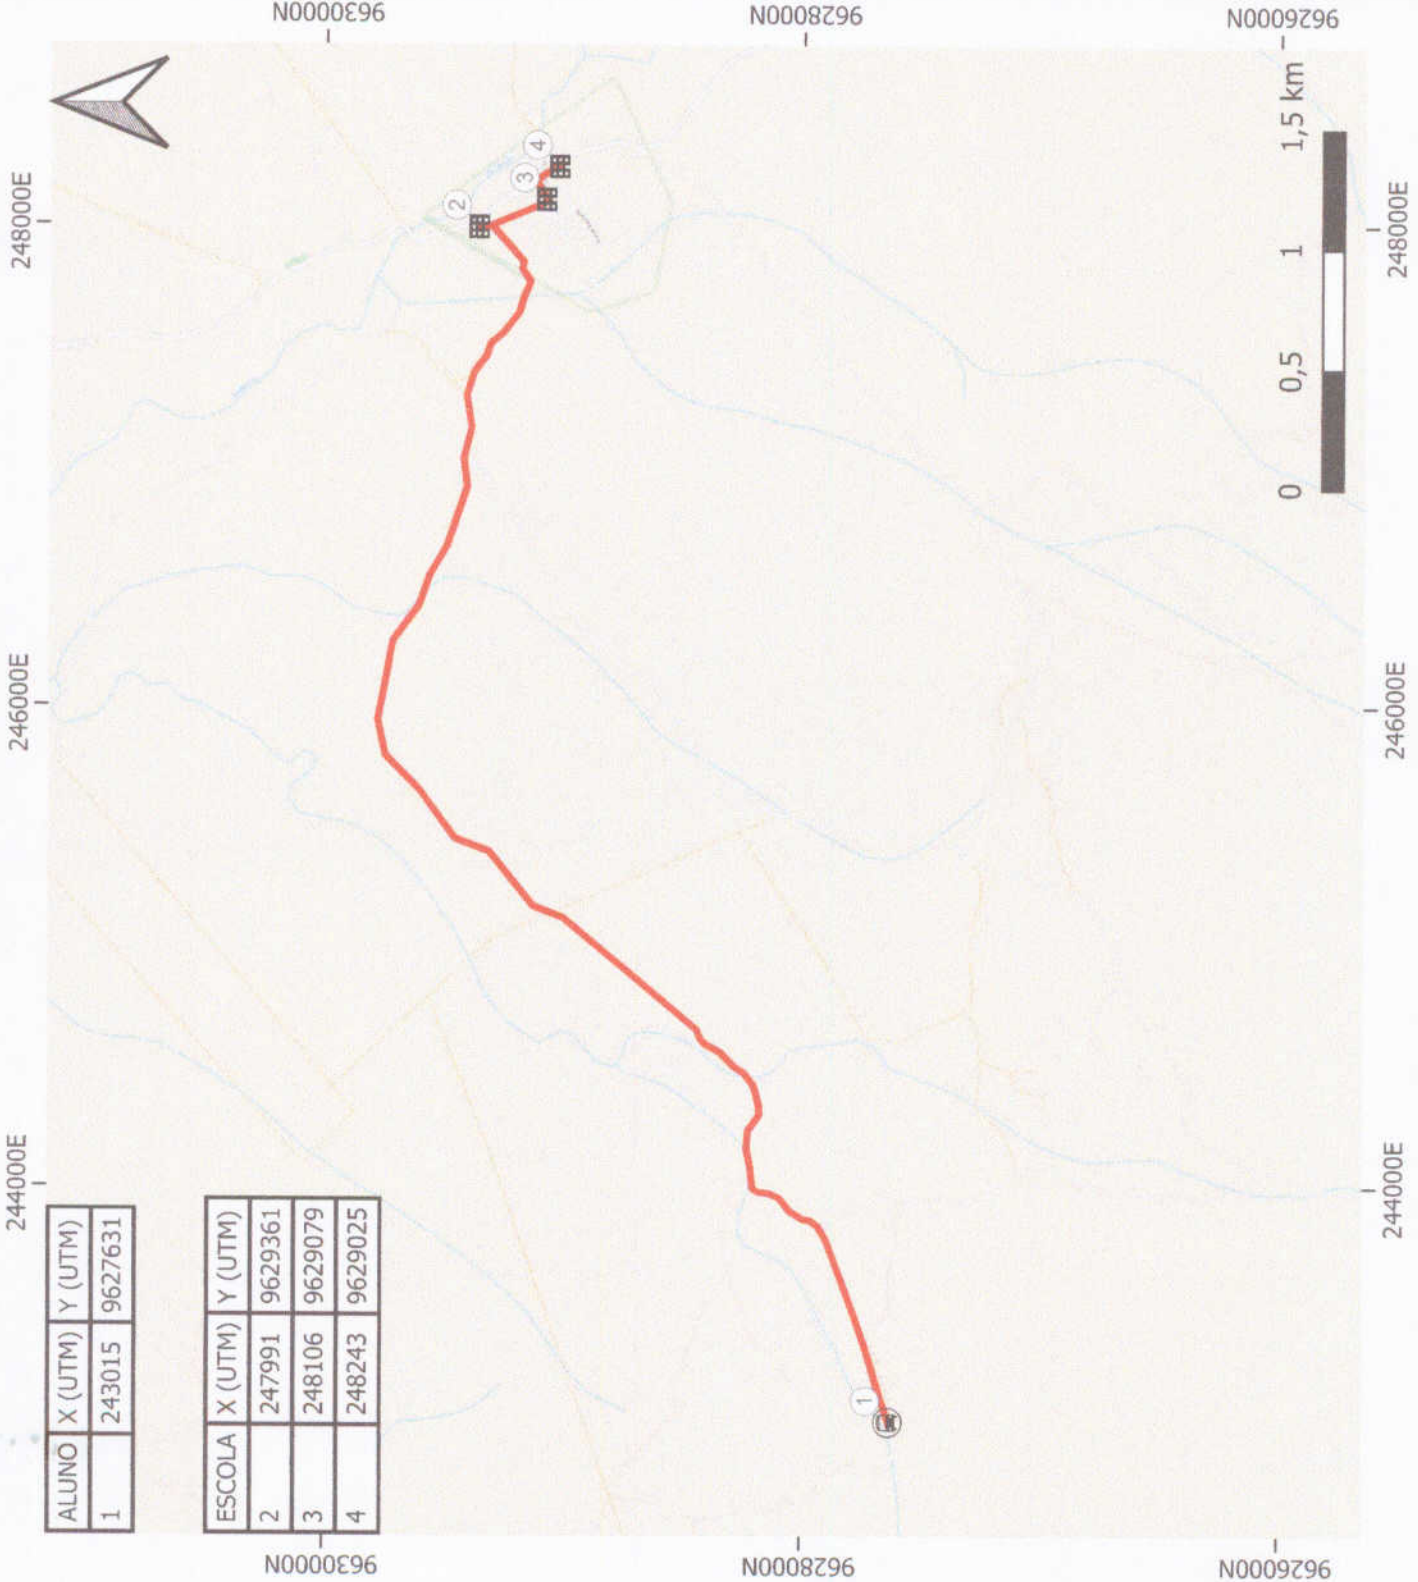 ALUNO X (UTM) Y (UTM)
1 243015 9627631
ESCOLA X (UTM) Y (UTM)
2 247991 9629361
3 248106 9629079
4 248243 9629025
244000E
246000E
248000E
9630000N
9628000N
9626000N
9630000N
9628000N
9626000N
1
2
3
4
0 0,5 1 1,5 km
244000E
246000E
248000E